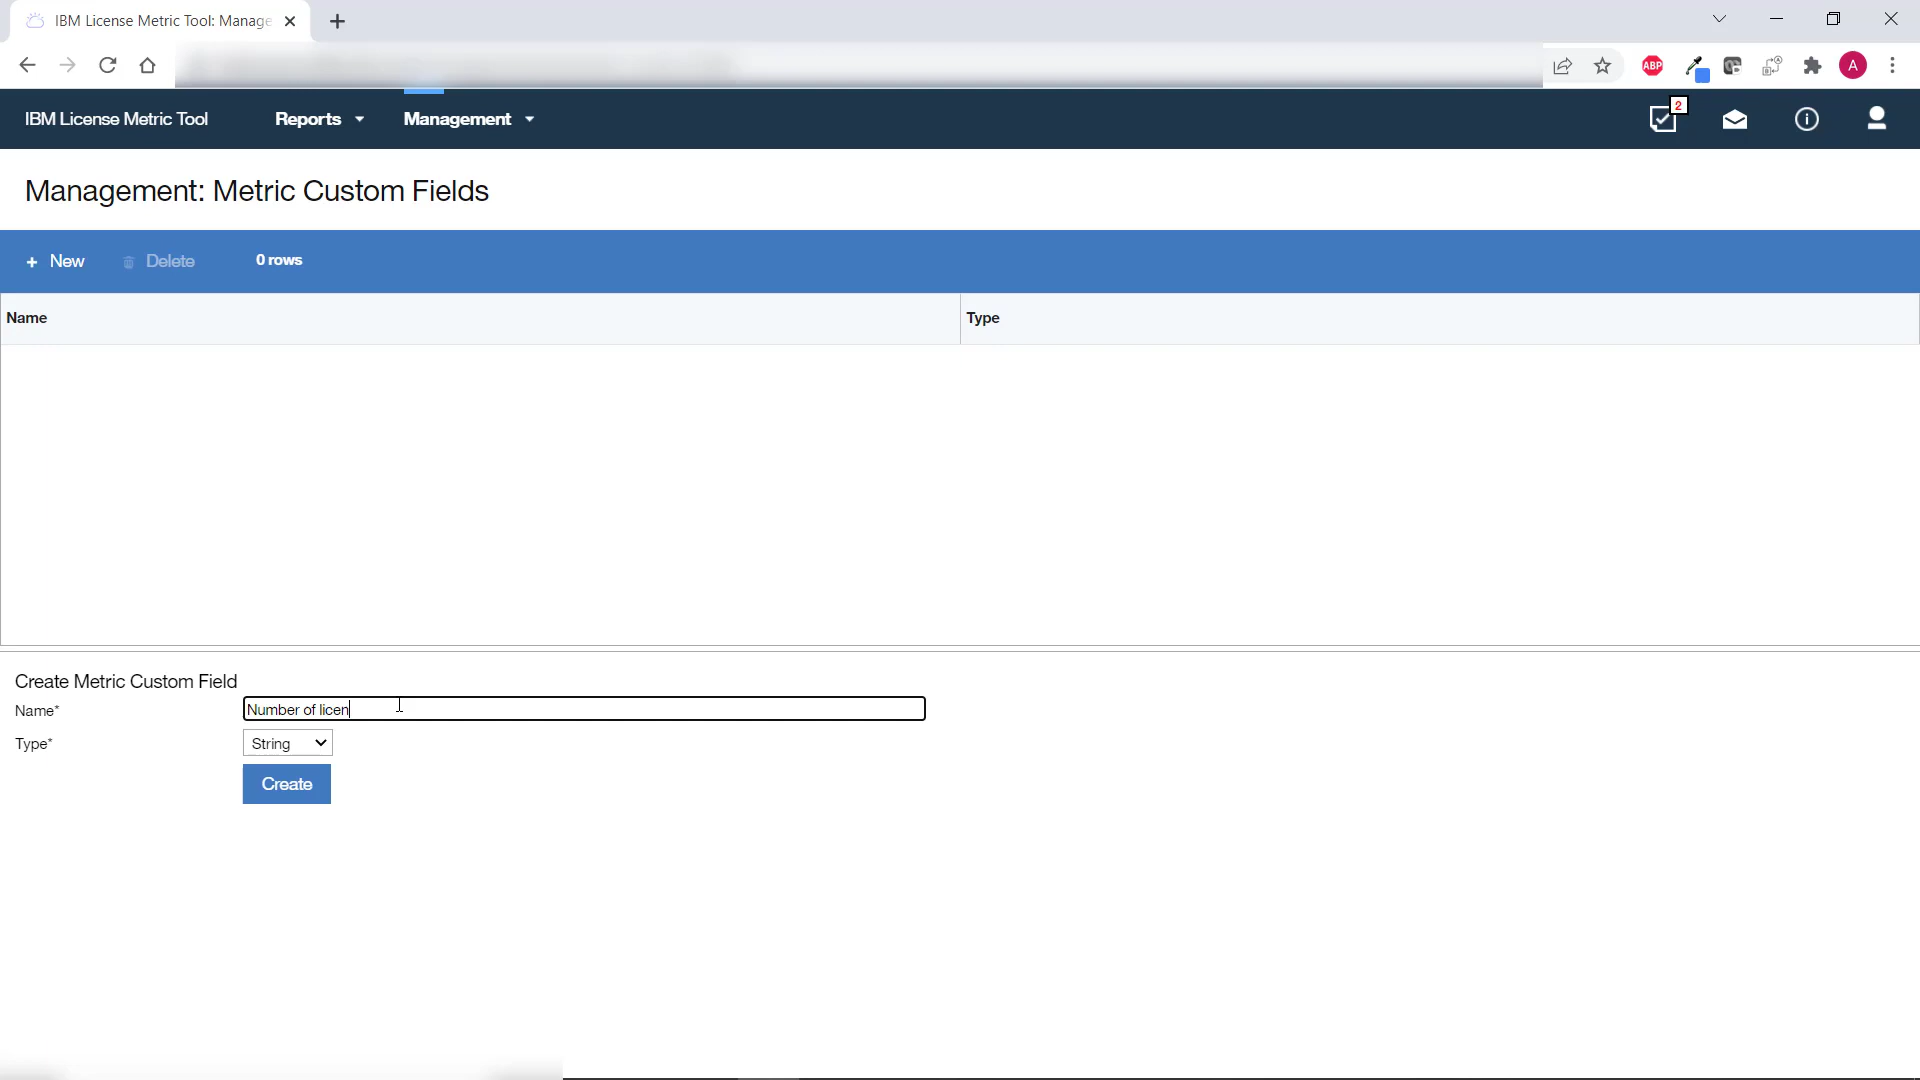 IBM License Metric Tool: Manage
ABP
A
IBM License Metric Tool
Reports
Management
2
Management: Metric Custom Fields
+ New
Delete
0 rows
Name
Type
Create Metric Custom Field
Name*
Number of licen
Type*
String
Create